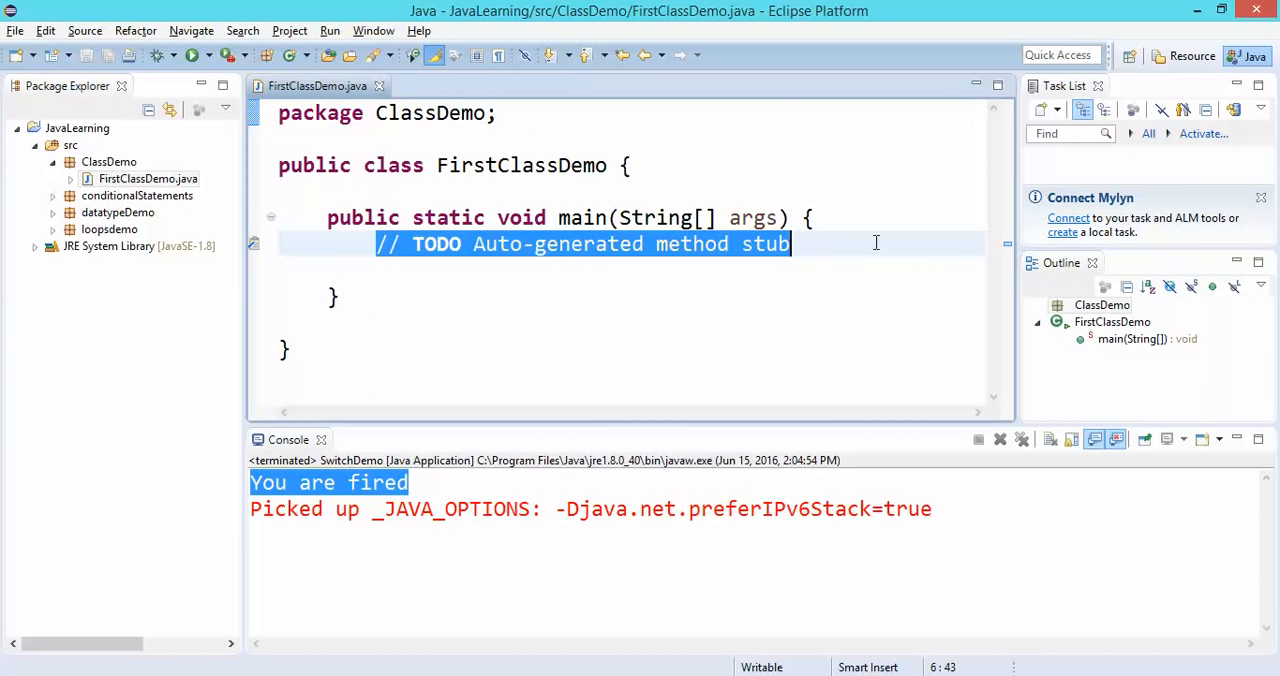 Java - JavaLearning/src/ClassDemo/FirstClassDemo.java - Eclipse Platform
File Edit Source Refactor Navigate Search Project Run Window Help
Quick Access
Resource
Java
Package Explorer
JavaLearning
src
ClassDemo
FirstClassDemo.java
conditionalStatements
datatypeDemo
loopsdemo
JRE System Library [JavaSE-1.8]
FirstClassDemo.java
package ClassDemo;
public class FirstClassDemo {
public static void main(String[] args) {
// TODO Auto-generated method stub
}
}
Task List
Find
All
Activate...
Connect Mylyn
Connect to your task and ALM tools or
create a local task.
Outline
ClassDemo
FirstClassDemo
main(String[]) : void
Console
<terminated> SwitchDemo [Java Application] C:\Program Files\Java\jre1.8.0_40\bin\javaw.exe (Jun 15, 2016, 2:04:54 PM)
You are fired
Picked up _JAVA_OPTIONS: -Djava.net.preferIPv6Stack=true
Writable
Smart Insert
6 : 43